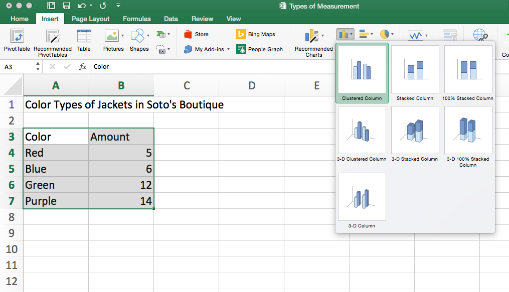 Types of Measurement
Home Insert Page Layout Formulas Data Review View
PivotTable Recommended PivotTables Table Pictures Shapes Store My Add-ins Bing Maps People Graph Recommended Charts
A3 fx Color
A B C D E
1 Color Types of Jackets in Soto's Boutique
2
3 Color Amount
4 Red 5
5 Blue 6
6 Green 12
7 Purple 14
8
9
10
11
12
Clustered Column Stacked Column 100% Stacked Column
3-D Clustered Column 3-D Stacked Column 3-D 100% Stacked Column
3-D Column